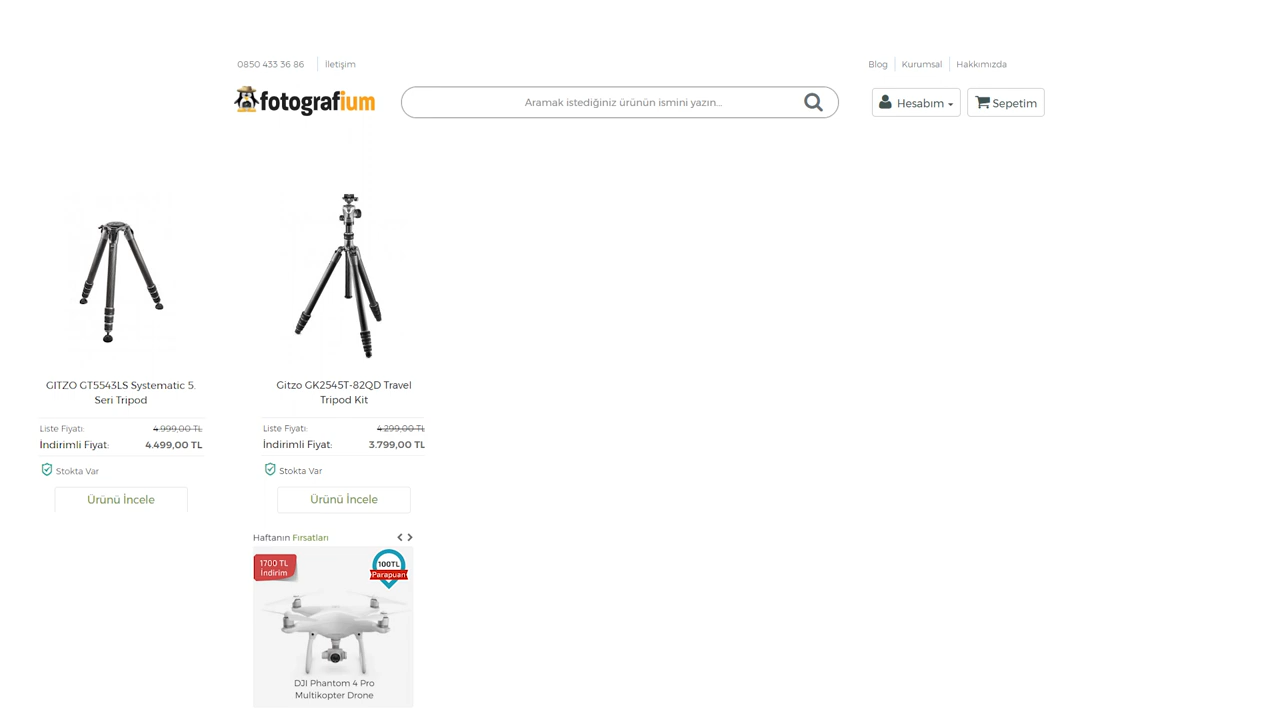 0850 433 36 86
İletişim
Blog
Kurumsal
Hakkımızda
fotografium
Aramak istediğiniz ürünün ismini yazın...
Hesabım
Sepetim
GITZO GT5543LS Systematic 5.
Seri Tripod
Liste Fiyatı: 4.999,00 TL
İndirimli Fiyat: 4.499,00 TL
Stokta Var
Ürünü İncele
Gitzo GK2545T-82QD Travel
Tripod Kit
Liste Fiyatı: 4.299,00 TL
İndirimli Fiyat: 3.799,00 TL
Stokta Var
Ürünü İncele
Haftanın Fırsatları
1700 TL
İndirim
100TL
Parapuan
DJI Phantom 4 Pro
Multikopter Drone